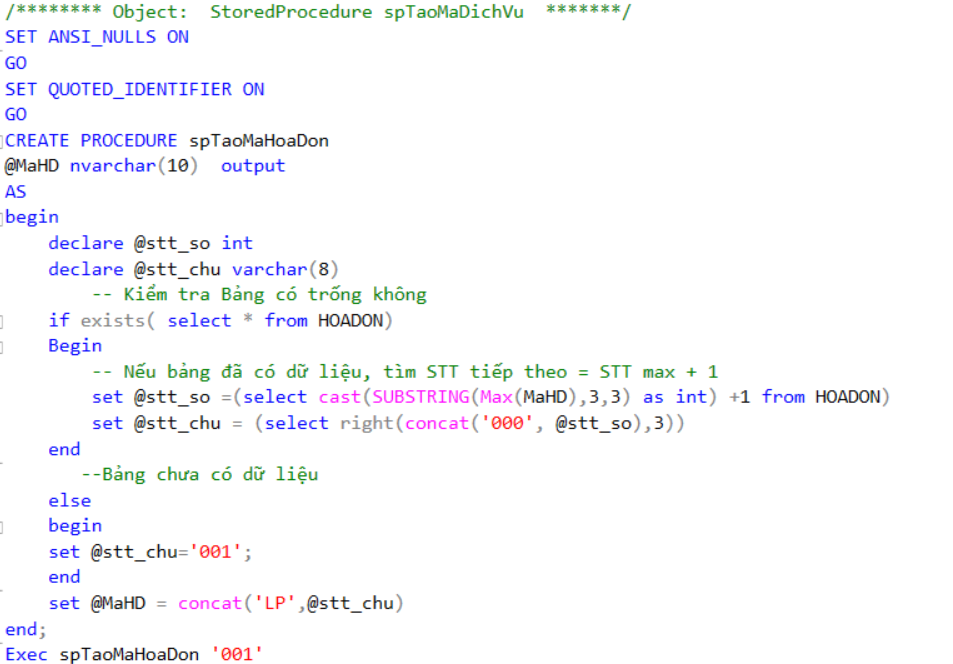 /******** Object:  StoredProcedure spTaoMaDichVu  *******/
SET ANSI_NULLS ON
GO
SET QUOTED_IDENTIFIER ON
GO
CREATE PROCEDURE spTaoMaHoaDon
@MaHD nvarchar(10)  output
AS
begin
    declare @stt_so int
    declare @stt_chu varchar(8)
        -- Kiểm tra Bảng có trống không
    if exists( select * from HOADON)
    Begin
        -- Nếu bảng đã có dữ liệu, tìm STT tiếp theo = STT max + 1
        set @stt_so =(select cast(SUBSTRING(Max(MaHD),3,3) as int) +1 from HOADON)
        set @stt_chu = (select right(concat('000', @stt_so),3))
    end
       --Bảng chưa có dữ liệu
    else
    begin
    set @stt_chu='001';
    end
    set @MaHD = concat('LP',@stt_chu)
end;
Exec spTaoMaHoaDon '001'